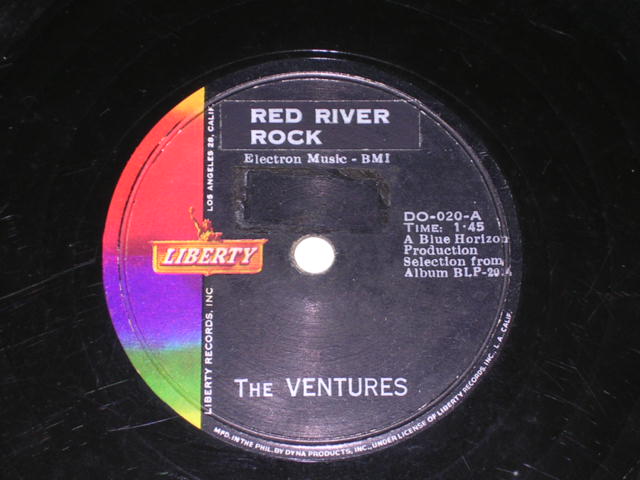 RED RIVER
ROCK
Electron Music - BMI
DO-020-A
TIME: 1·45
A Blue Horizon
Production
Selection from
Album
LIBERTY
LIBERTY RECORDS, INC
LOS ANGELES 28, CALIF.
THE VENTURES
MFD. IN THE PHIL. BY DYNA PRODUCTS, INC., UNDER LICENSE OF LIBERTY RECORDS, INC., L. A. CALIF.